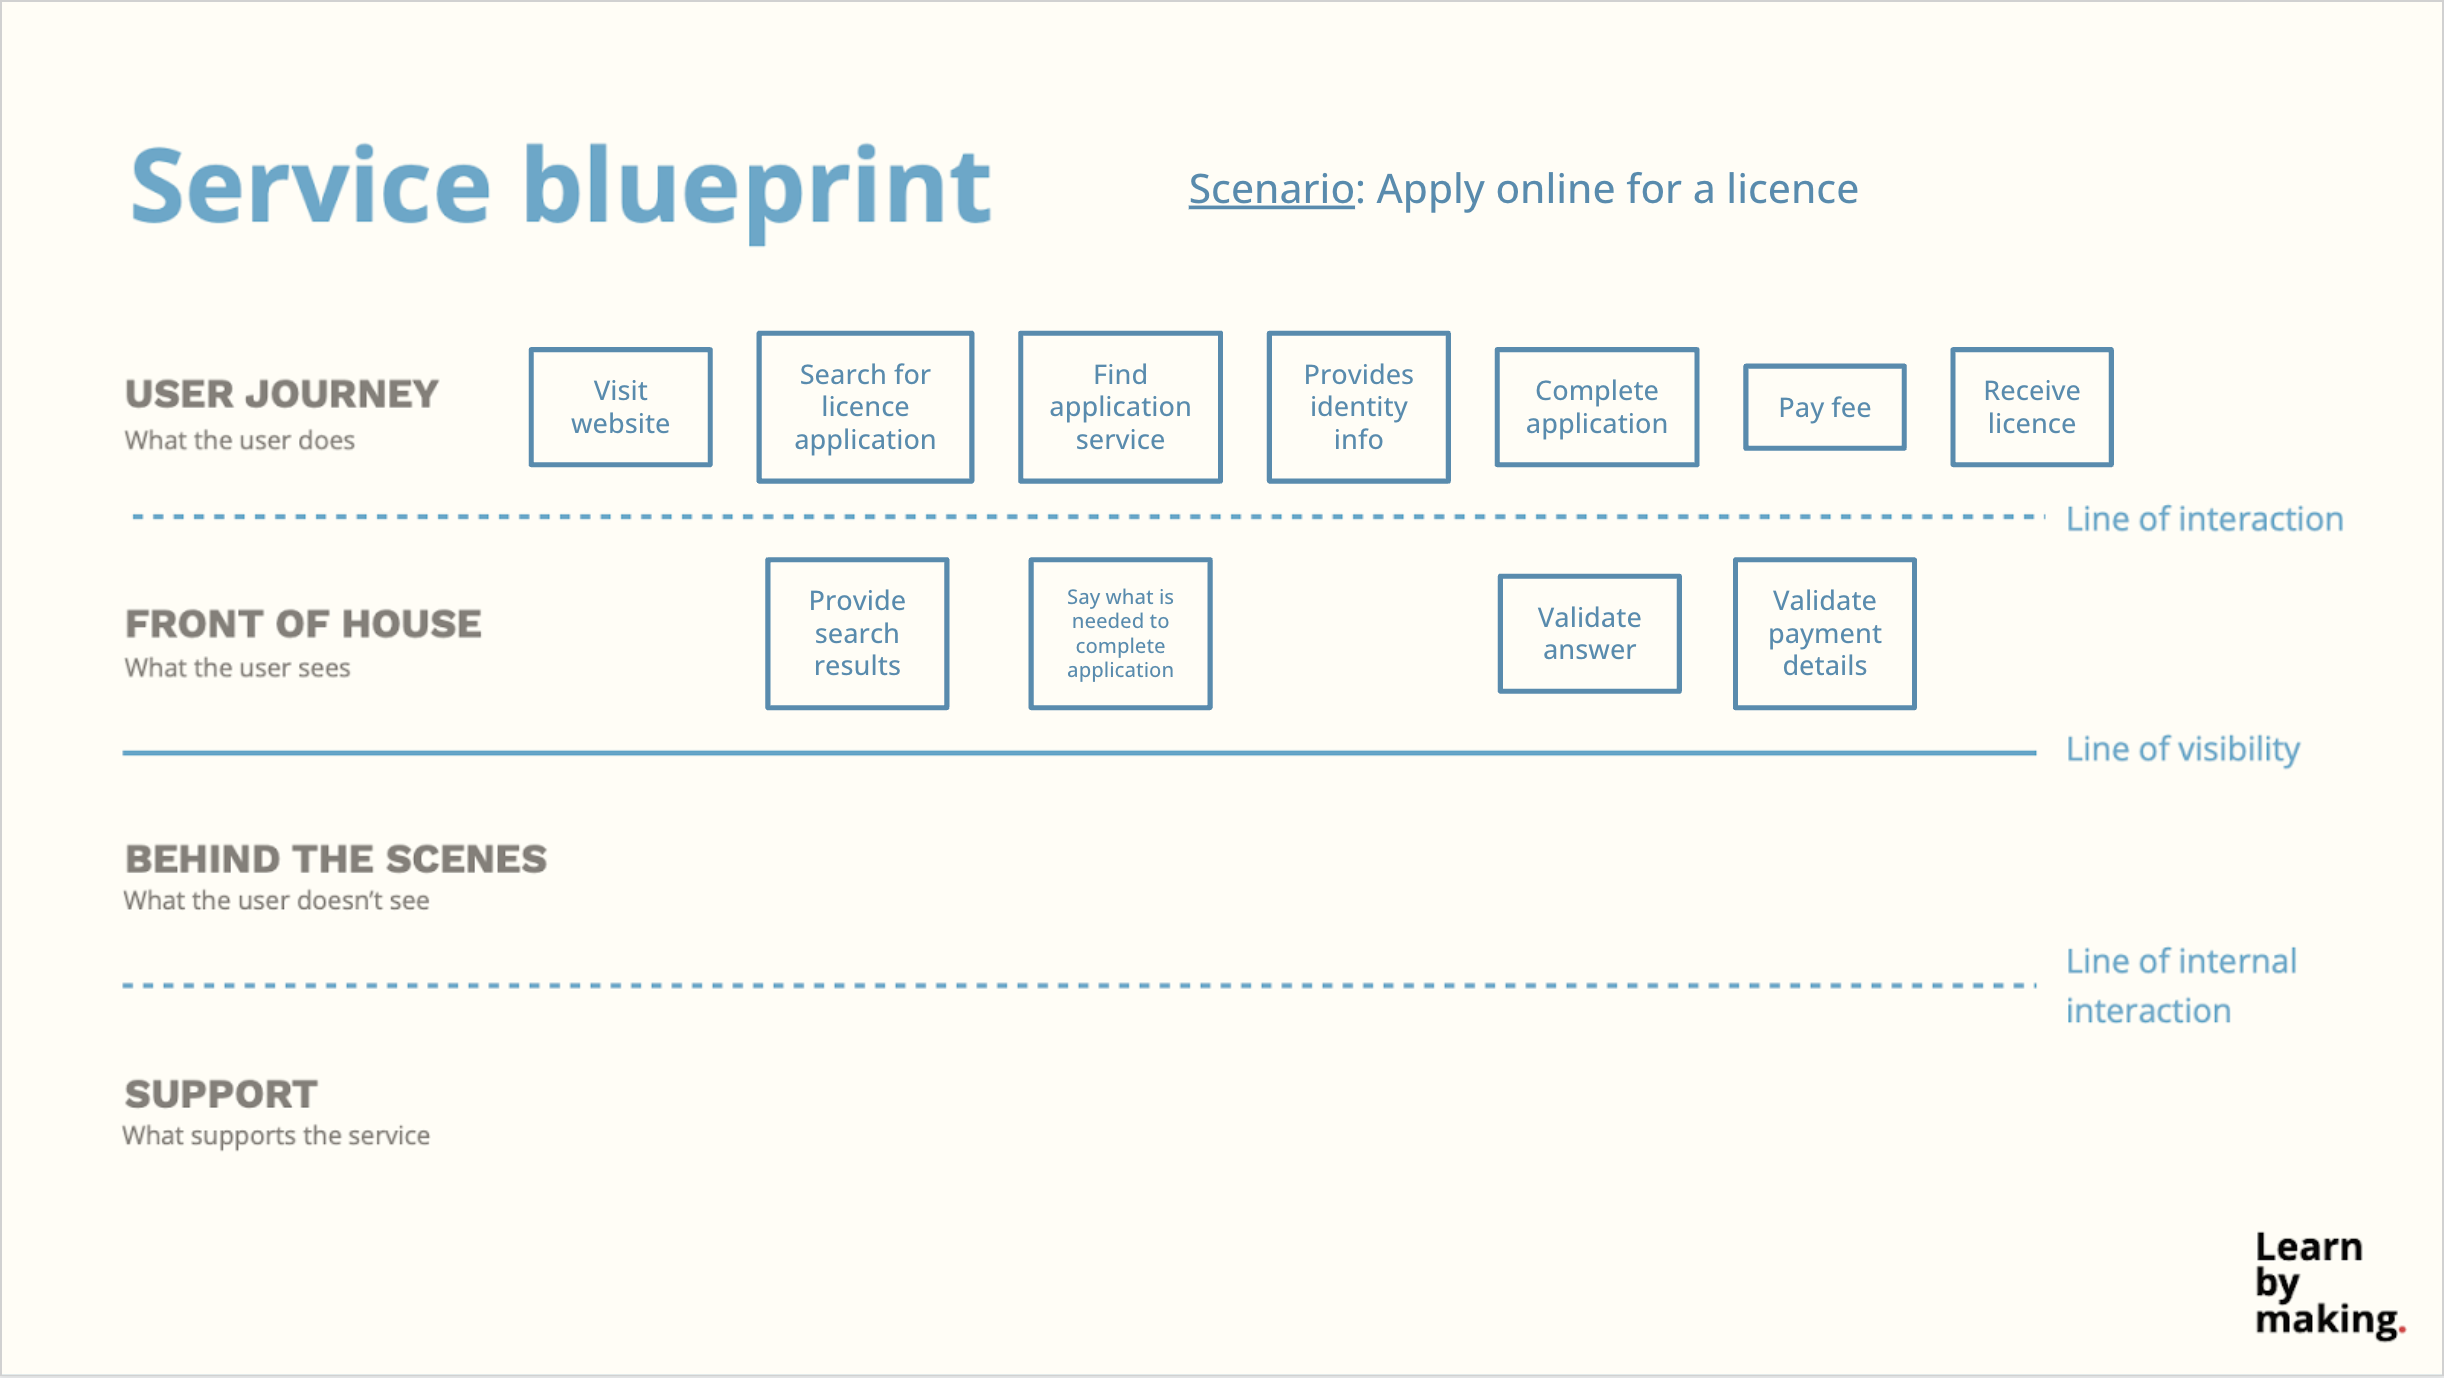 Service blueprint
Scenario: Apply online for a licence
USER JOURNEY
What the user does
Visit
website
Search for
licence
application
Find
application
service
Provides
identity
info
Complete
application
Pay fee
Receive
licence
Line of interaction
FRONT OF HOUSE
What the user sees
Provide
search
results
Say what is
needed to
complete
application
Validate
answer
Validate
payment
details
Line of visibility
BEHIND THE SCENES
What the user doesn’t see
Line of internal
interaction
SUPPORT
What supports the service
Learn
by
making.